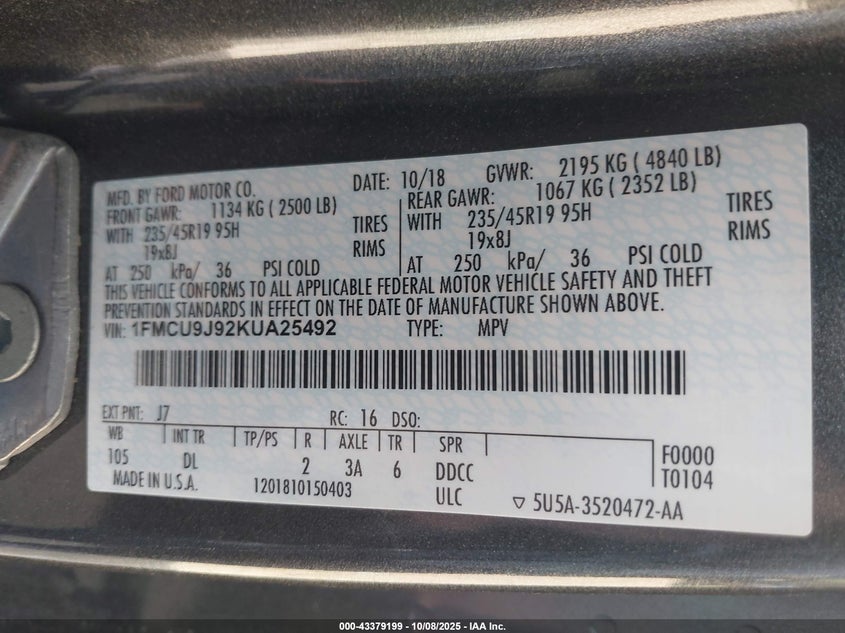 MFD. BY FORD MOTOR CO. DATE: 10/18 GVWR: 2195 KG ( 4840 LB)
FRONT GAWR: 1134 KG ( 2500 LB) REAR GAWR: 1067 KG ( 2352 LB)
WITH 235/45R19 95H TIRES WITH 235/45R19 95H TIRES
19x8J RIMS 19x8J RIMS
AT 250 kPa/ 36 PSI COLD AT 250 kPa/ 36 PSI COLD
THIS VEHICLE CONFORMS TO ALL APPLICABLE FEDERAL MOTOR VEHICLE SAFETY AND THEFT
PREVENTION STANDARDS IN EFFECT ON THE DATE OF MANUFACTURE SHOWN ABOVE.
VIN: 1FMCU9J92KUA25492 TYPE: MPV
EXT PNT: J7 RC: 16 DSO:
WB INT TR TP/PS R AXLE TR SPR F0000
105 DL 2 3A 6 DDCC T0104
MADE IN U.S.A. 1201810150403 ULC ▽ 5U5A-3520472-AA
000-43379199 - 10/08/2025 - IAA Inc.